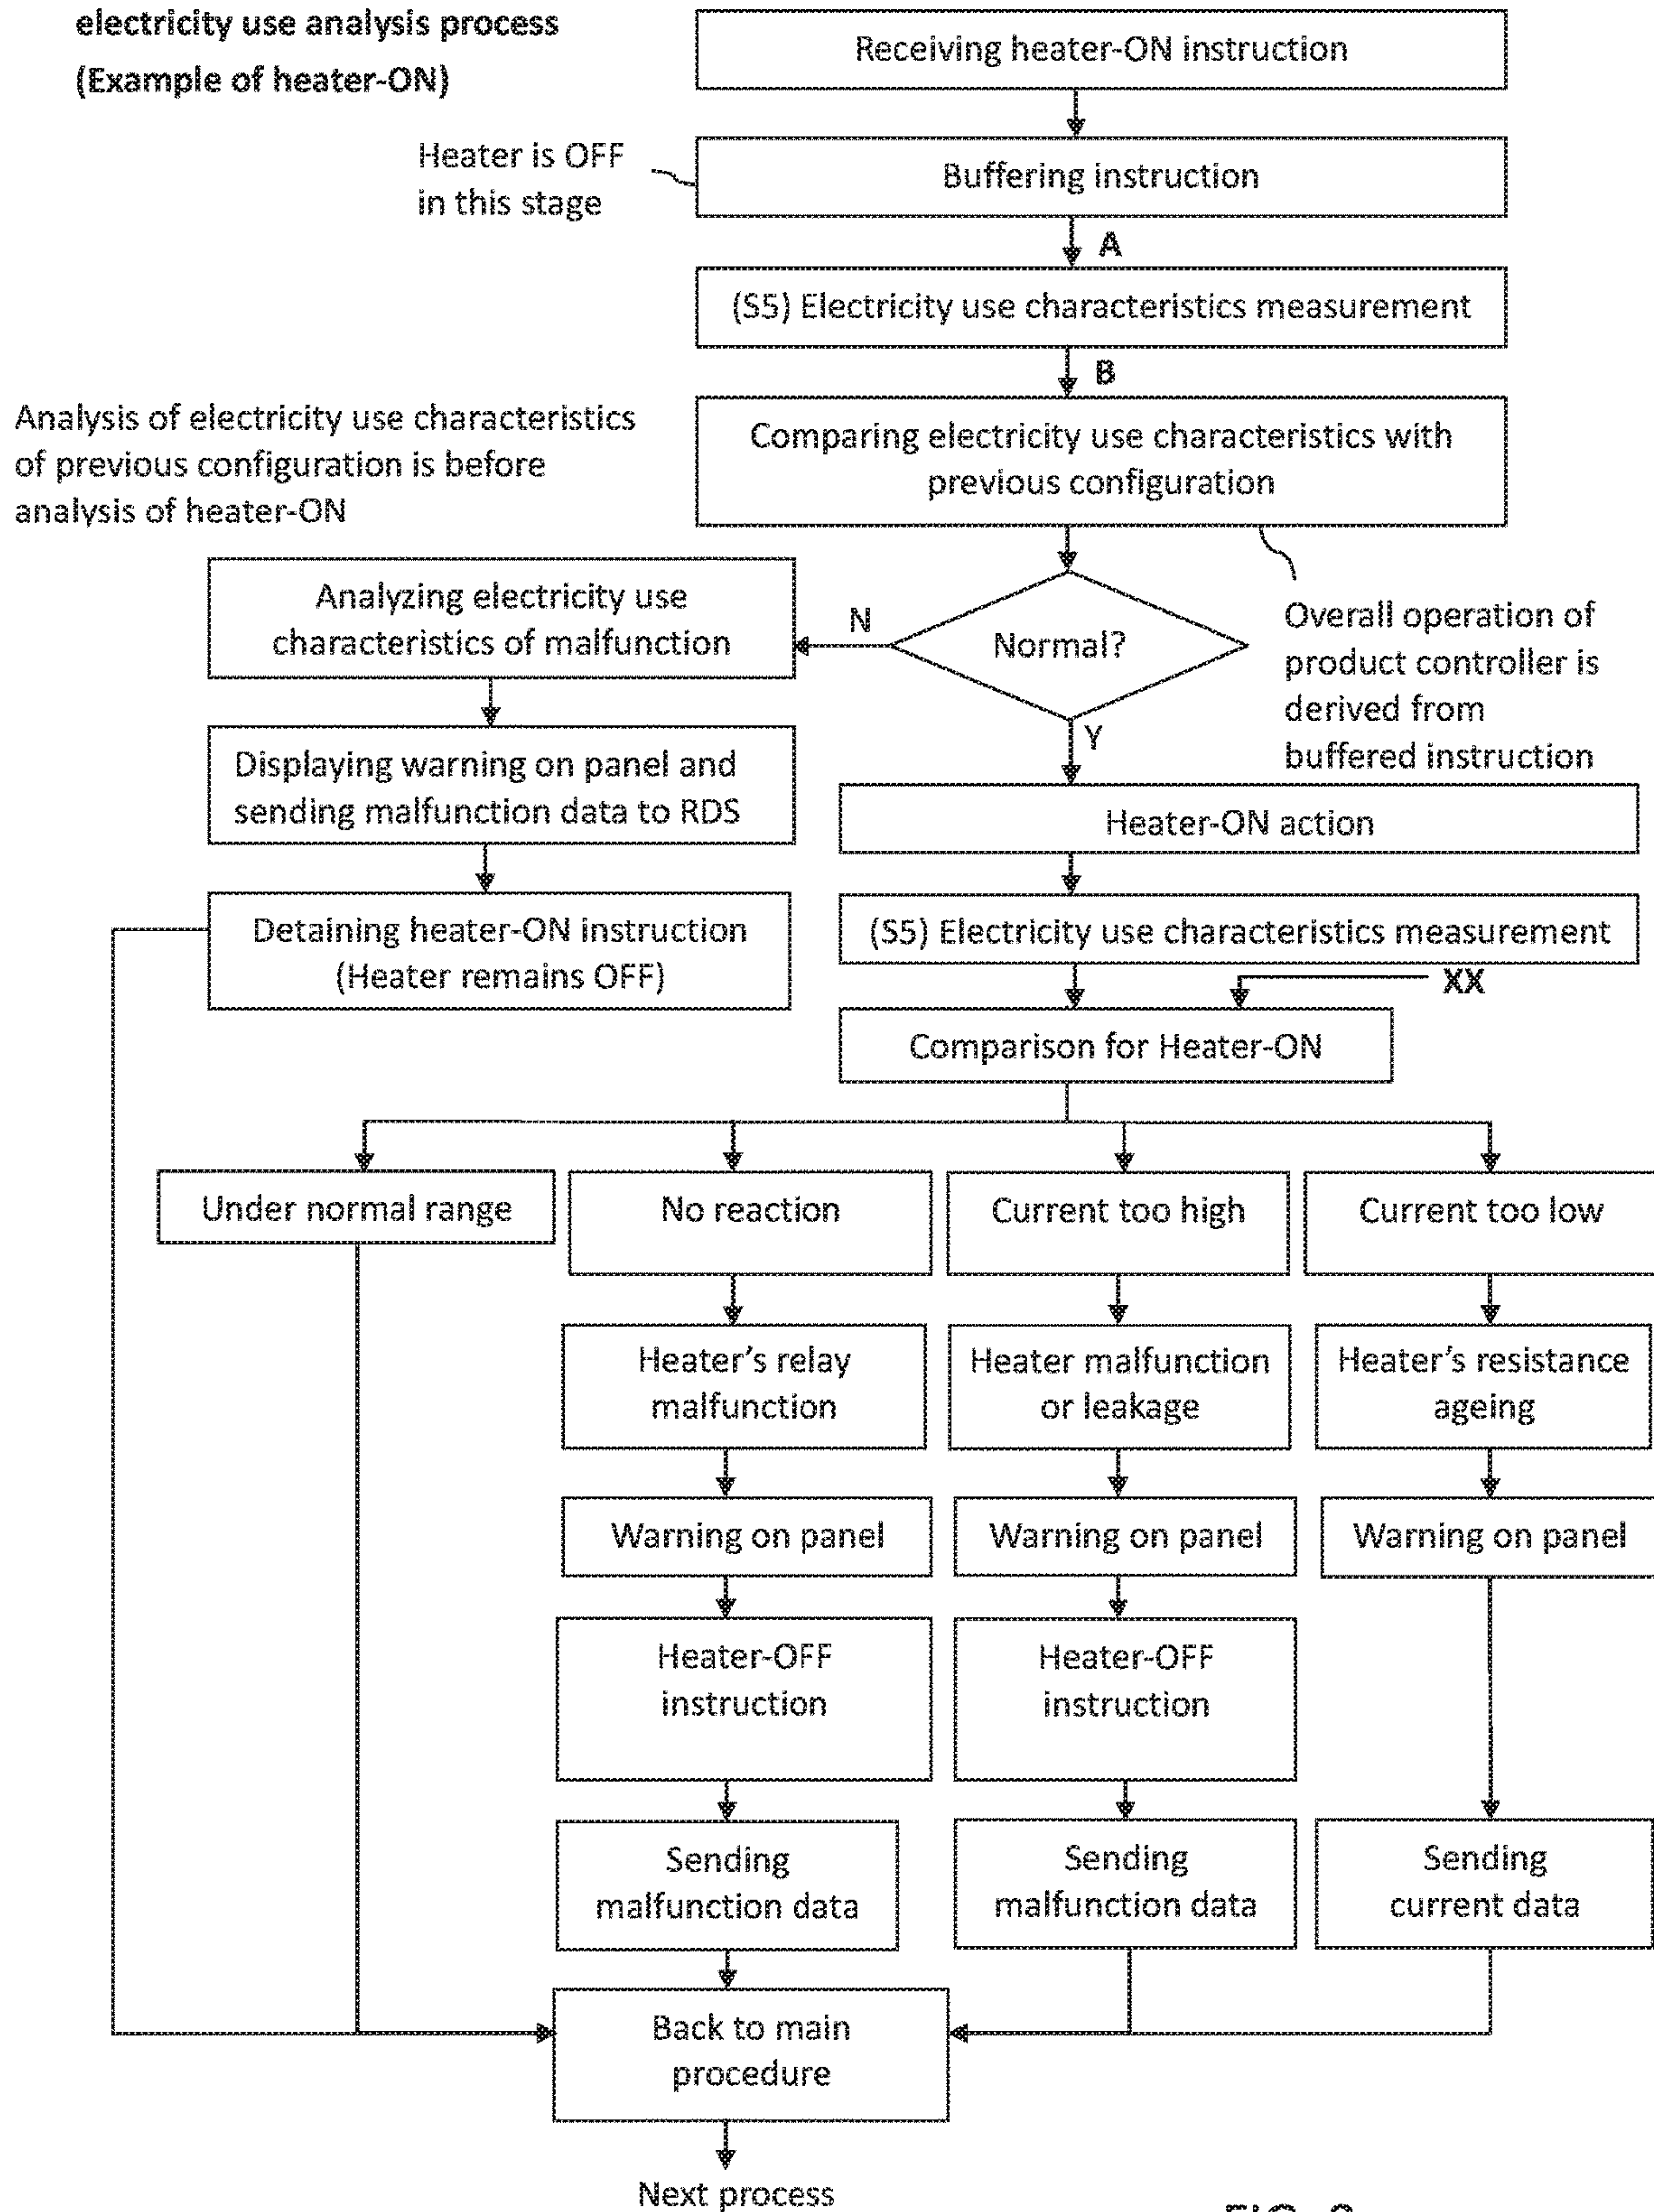 electricity use analysis process
(Example of heater-ON)
Receiving heater-ON instruction
Heater is OFF
in this stage
Buffering instruction
A
(S5) Electricity use characteristics measurement
B
Analysis of electricity use characteristics
of previous configuration is before
analysis of heater-ON
Comparing electricity use characteristics with
previous configuration
Analyzing electricity use
characteristics of malfunction
N
Normal?
Y
Overall operation of
product controller is
derived from
buffered instruction
Displaying warning on panel and
sending malfunction data to RDS
Heater-ON action
Detaining heater-ON instruction
(Heater remains OFF)
(S5) Electricity use characteristics measurement
XX
Comparison for Heater-ON
Under normal range
No reaction
Current too high
Current too low
Heater's relay
malfunction
Heater malfunction
or leakage
Heater's resistance
ageing
Warning on panel
Warning on panel
Warning on panel
Heater-OFF
instruction
Heater-OFF
instruction
Sending
malfunction data
Sending
malfunction data
Sending
current data
Back to main
procedure
Next process